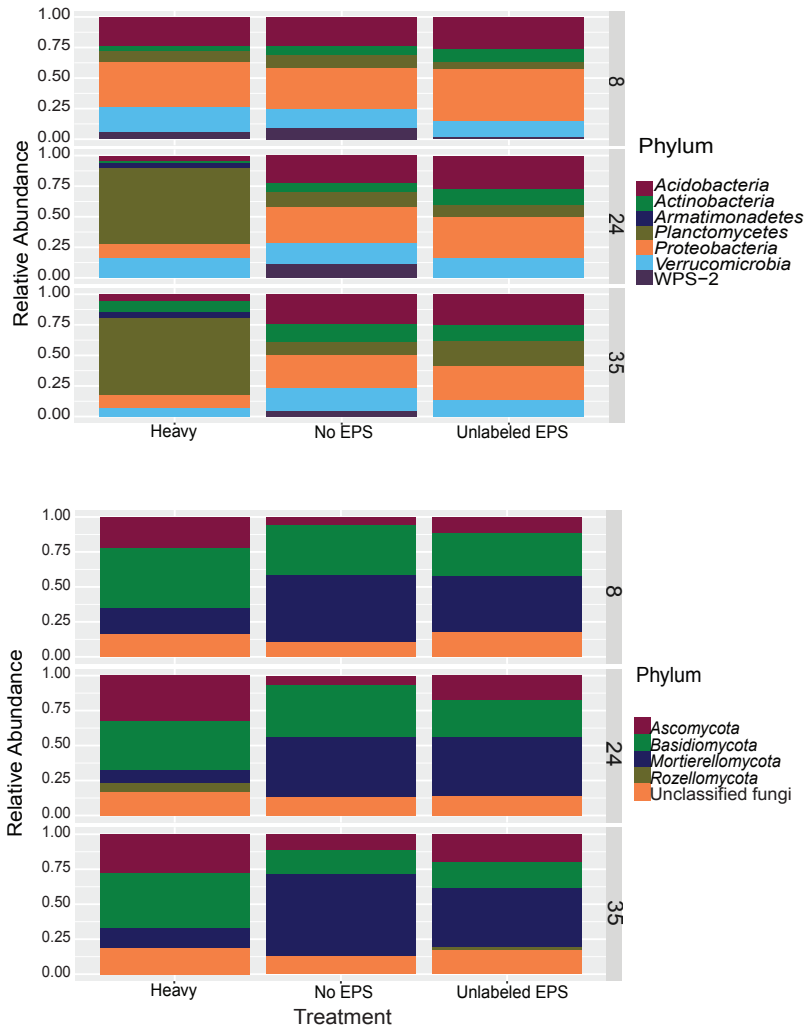 Relative Abundance
1.00
0.75
0.50
0.25
0.00
8
1.00
0.75
0.50
0.25
0.00
24
1.00
0.75
0.50
0.25
0.00
35
Heavy No EPS Unlabeled EPS
Phylum
Acidobacteria
Actinobacteria
Armatimonadetes
Planctomycetes
Proteobacteria
Verrucomicrobia
WPS−2
Relative Abundance
1.00
0.75
0.50
0.25
0.00
8
1.00
0.75
0.50
0.25
0.00
24
1.00
0.75
0.50
0.25
0.00
35
Heavy No EPS Unlabeled EPS
Treatment
Phylum
Ascomycota
Basidiomycota
Mortierellomycota
Rozellomycota
Unclassified fungi